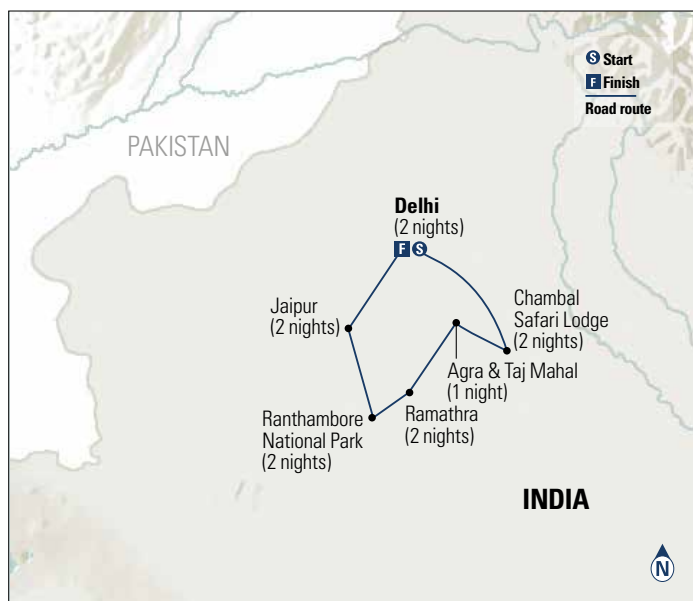 S Start
F Finish
Road route
PAKISTAN
Delhi
(2 nights)
F S
Jaipur
(2 nights)
Chambal
Safari Lodge
(2 nights)
Agra & Taj Mahal
(1 night)
Ramathra
(2 nights)
Ranthambore
National Park
(2 nights)
INDIA
N